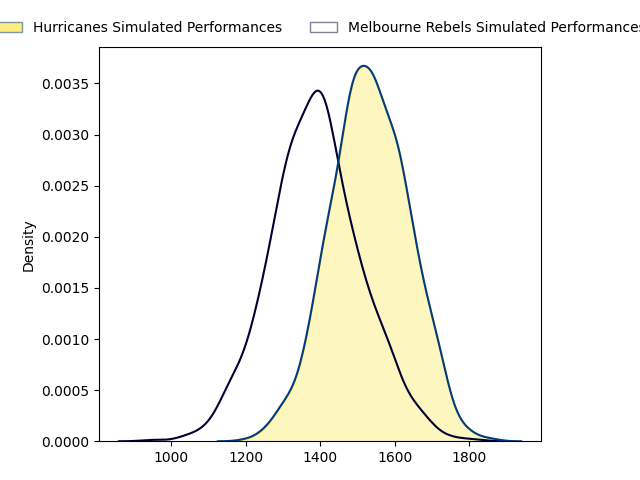 Hurricanes Simulated Performances Melbourne Rebels Simulated Performances
0.0035
0.0030
0.0025
0.0020
0.0015
0.0010
0.0005
0.0000
Density
1000 1200 1400 1600 1800